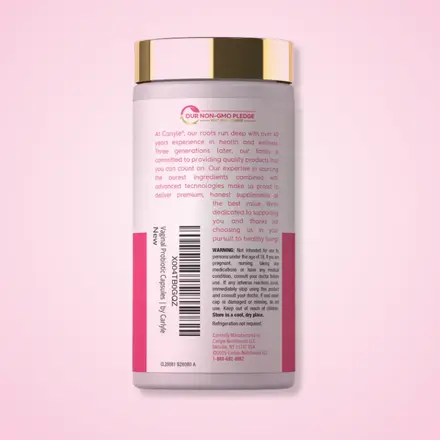 OUR NON-GMO PLEDGE
At Carlyle®, our roots run deep with over 40
years experience in health and wellness.
Three generations later, our family is
committed to providing quality products that
you can count on. Our expertise in sourcing
the purest ingredients combined with
advanced technologies make us proud to
deliver premium, honest supplements at
the best price. We're
dedicated to supporting
you and thanks for
choosing us in your
pursuit to healthy living!
WARNING: Not intended for use by
persons under the age of 18. If you are
pregnant, nursing, taking any
medications or have any medical
condition, consult your doctor before
use. If any adverse reactions occur,
immediately stop using this product
and consult your doctor. If seal under
cap is damaged or missing, do not
use. Keep out of reach of children.
Store in a cool, dry place.
Refrigeration not required.
Carlyle Nutritionals LLC
X004TB0GQZ
Vaginal Probiotic Capsules | by Carlyle
New